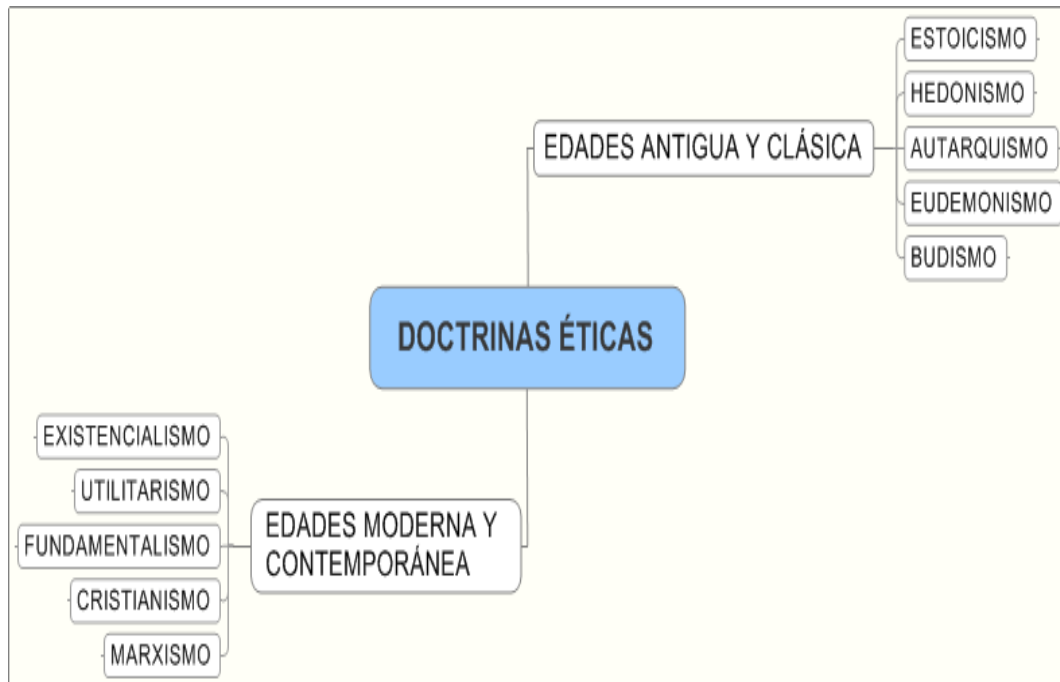 ESTOICISMO
HEDONISMO
EDADES ANTIGUA Y CLÁSICA
AUTARQUISMO
EUDEMONISMO
BUDISMO
DOCTRINAS ÉTICAS
EXISTENCIALISMO
UTILITARISMO
FUNDAMENTALISMO
CRISTIANISMO
MARXISMO
EDADES MODERNA Y
CONTEMPORÁNEA